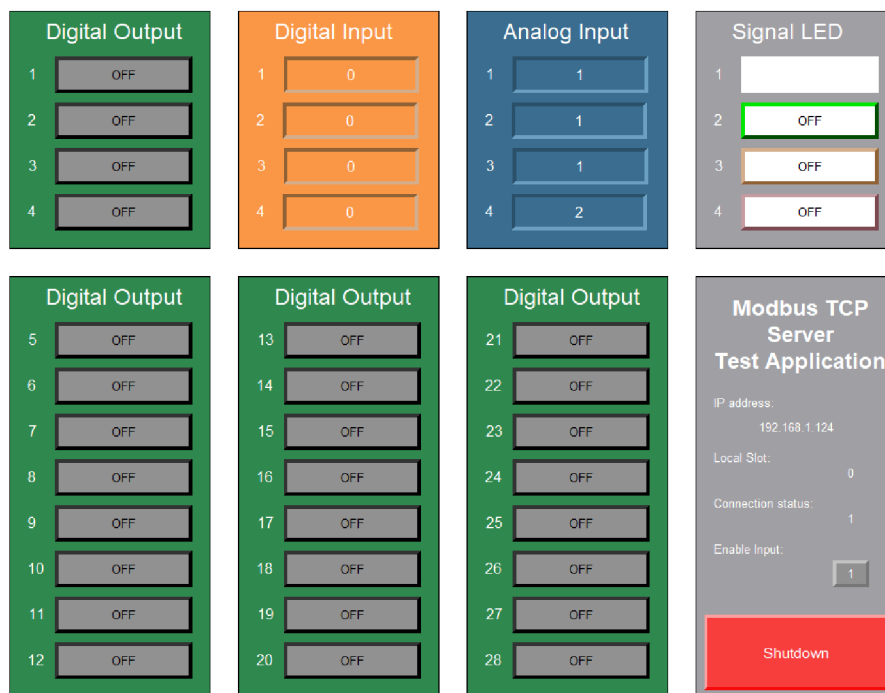 Digital Output
1 OFF
2 OFF
3 OFF
4 OFF
Digital Input
1 0
2 0
3 0
4 0
Analog Input
1 1
2 1
3 1
4 2
Signal LED
1
2 OFF
3 OFF
4 OFF
Digital Output
5 OFF
6 OFF
7 OFF
8 OFF
9 OFF
10 OFF
11 OFF
12 OFF
Digital Output
13 OFF
14 OFF
15 OFF
16 OFF
17 OFF
18 OFF
19 OFF
20 OFF
Digital Output
21 OFF
22 OFF
23 OFF
24 OFF
25 OFF
26 OFF
27 OFF
28 OFF
Modbus TCP
Server
Test Application
IP address:
192.168.1.124
Local Slot:
0
Connection status:
1
Enable Input:
1
Shutdown